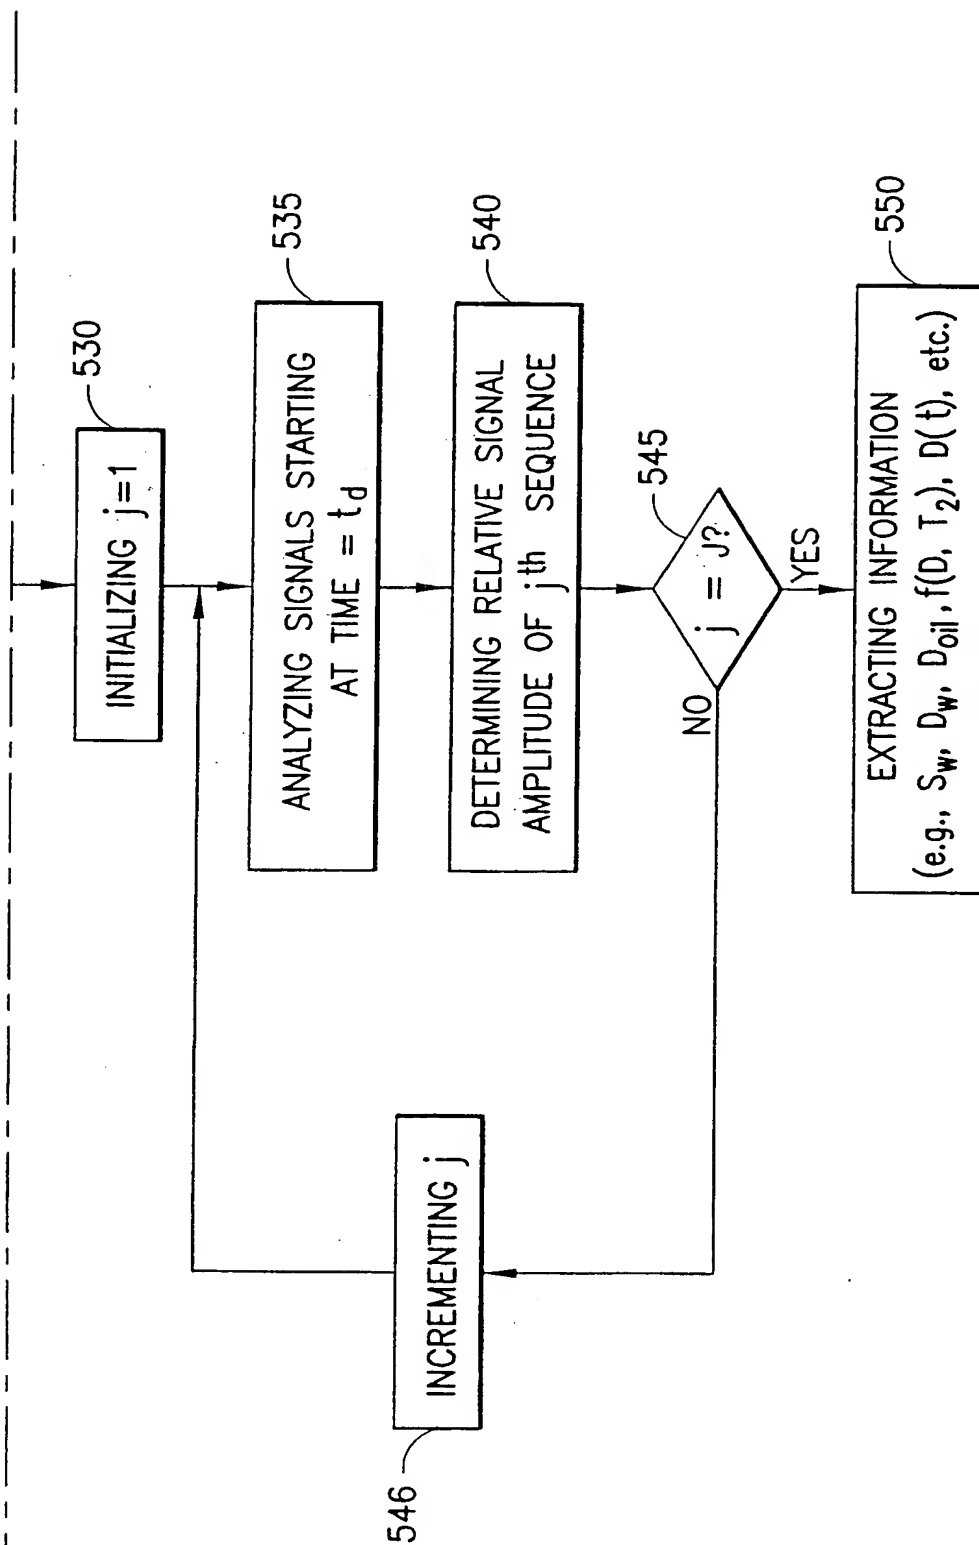 530
INITIALIZING j=1
535
ANALYZING SIGNALS STARTING
AT TIME = t_d
540
DETERMINING RELATIVE SIGNAL
AMPLITUDE OF jth SEQUENCE
545
j = J?
NO
YES
546
INCREMENTING j
550
EXTRACTING INFORMATION
(e.g., S_w, D_w, D_oil, f(D, T_2), D(t), etc.)